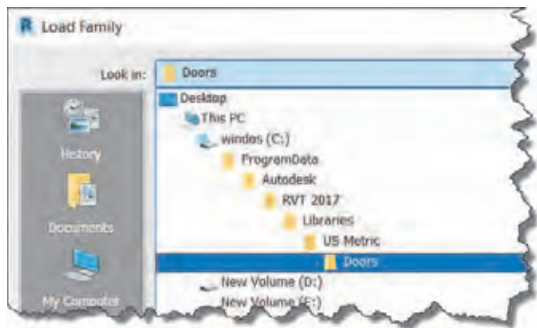 R Load Family
Look in: Doors
Desktop
This PC
windos (C:)
History
ProgramData
Autodesk
RVT 2017
Libraries
Documents
US Metric
Doors
New Volume (D:)
My Computer
New Volume (E:)